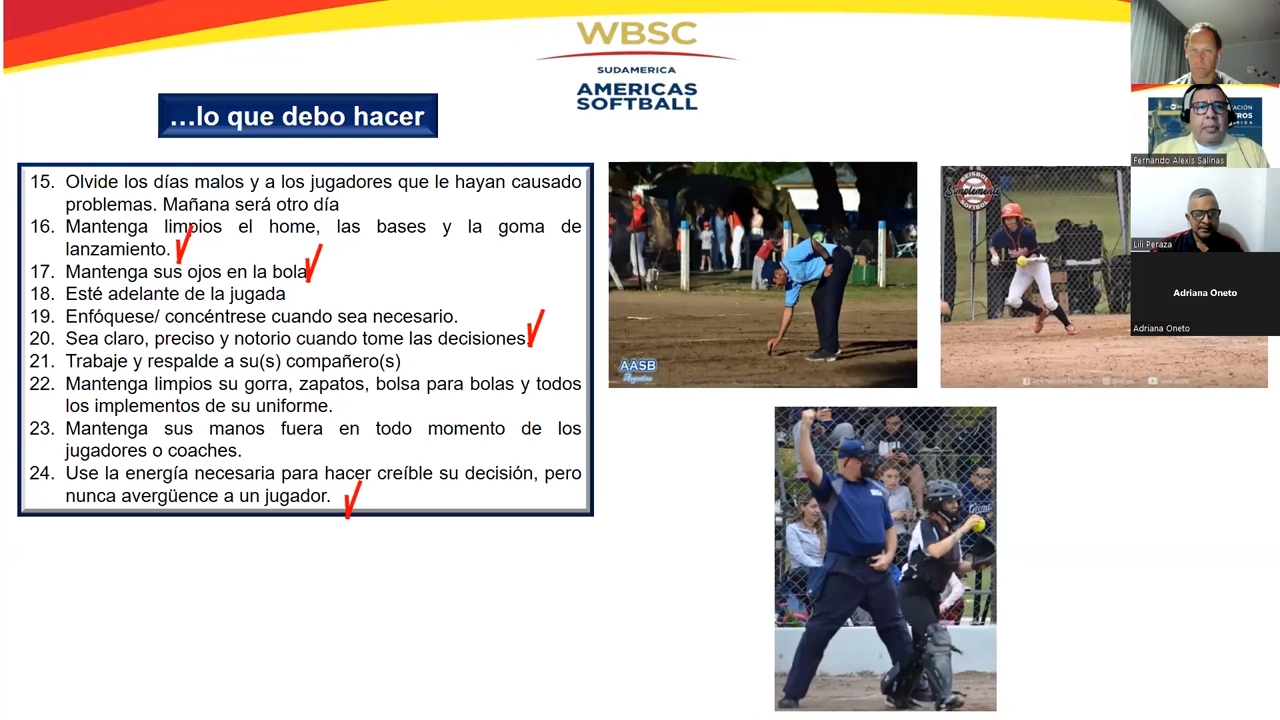 WBSC
SUDAMERICA
AMERICAS
SOFTBALL
...lo que debo hacer
15. Olvide los días malos y a los jugadores que le hayan causado
problemas. Mañana será otro día
16. Mantenga limpios el home, las bases y la goma de
lanzamiento.
17. Mantenga sus ojos en la bola
18. Esté adelante de la jugada
19. Enfóquese/ concéntrese cuando sea necesario.
20. Sea claro, preciso y notorio cuando tome las decisiones.
21. Trabaje y respalde a su(s) compañero(s)
22. Mantenga limpios su gorra, zapatos, bolsa para bolas y todos
los implementos de su uniforme.
23. Mantenga sus manos fuera en todo momento de los
jugadores o coaches.
24. Use la energía necesaria para hacer creíble su decisión, pero
nunca avergüence a un jugador.
AASB
Argentina
Simplemente
Fernando Alexis Salinas
Lili Peraza
Adriana Oneto
Adriana Oneto